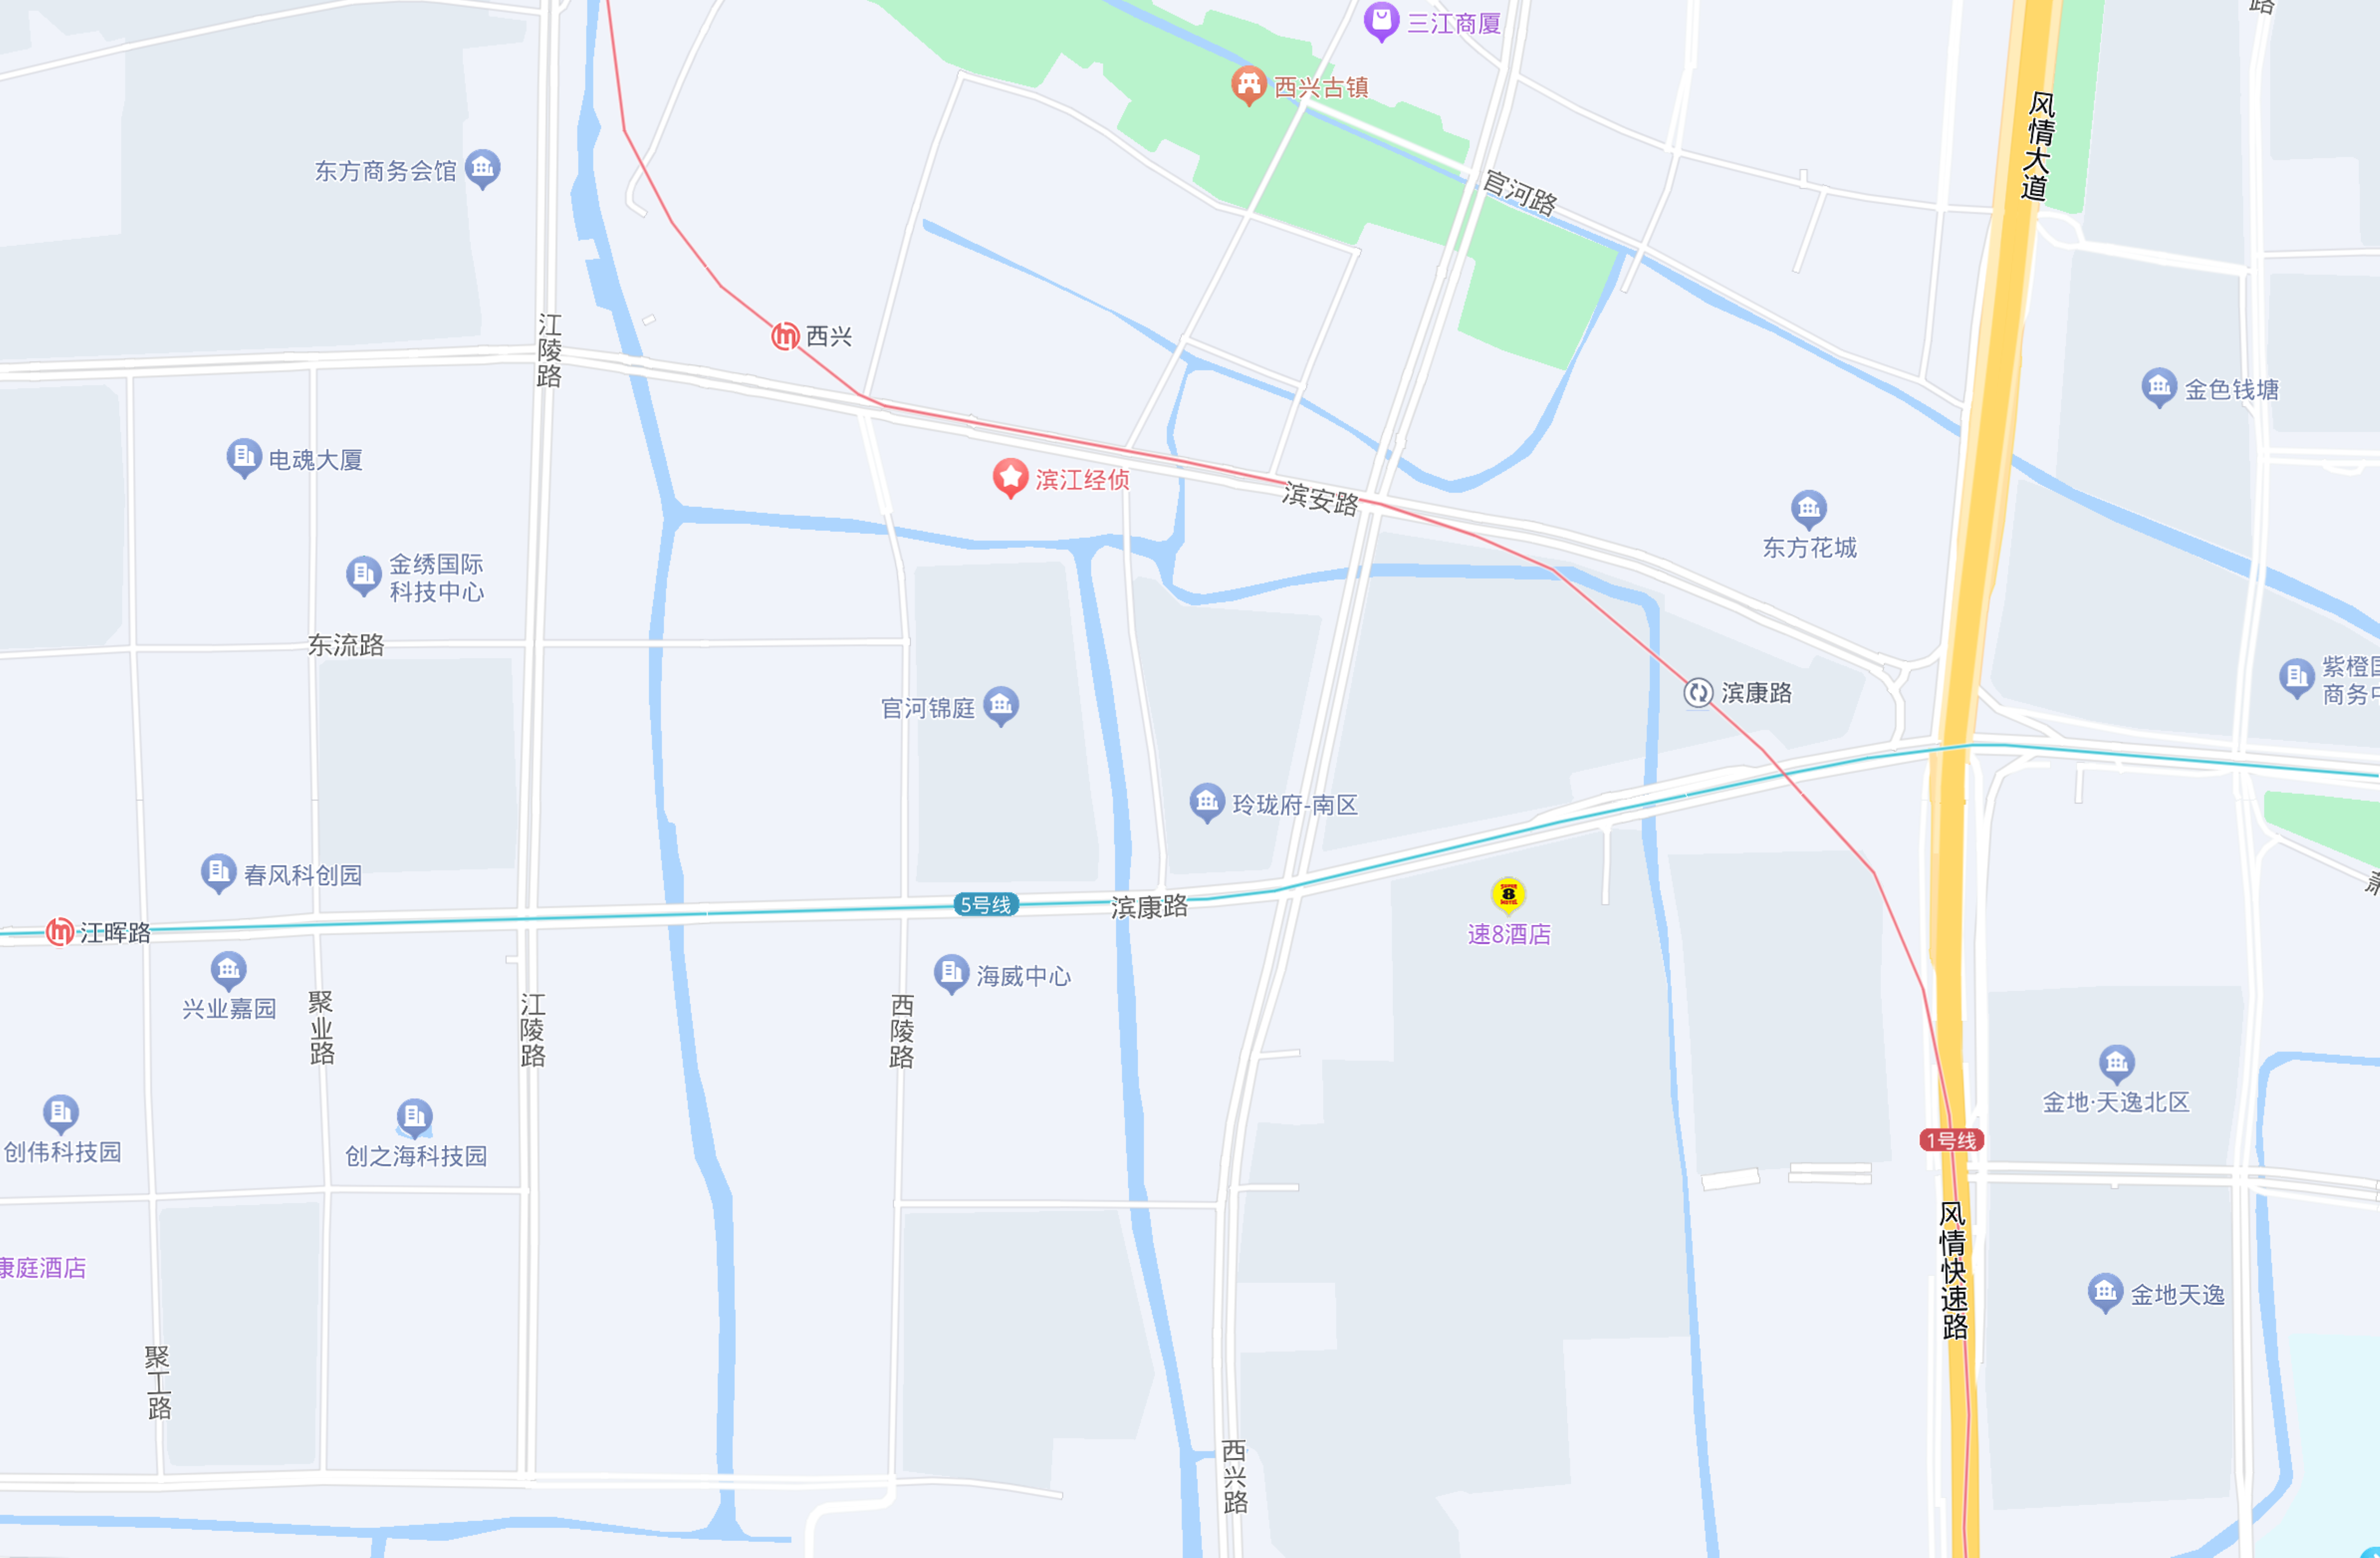 路
三江商厦
西兴古镇
风情大道
东方商务会馆
官河路
江陵路
西兴
金色钱塘
电魂大厦
滨江经侦
滨安路
东方花城
金绣国际
科技中心
东流路
紫橙国
商务中
官河锦庭
滨康路
玲珑府-南区
春风科创园
5号线
滨康路
速8酒店
江晖路
兴业嘉园
海威中心
聚业路
江陵路
西陵路
金地·天逸北区
创伟科技园
创之海科技园
1号线
康庭酒店
风情快速路
金地天逸
聚工路
西兴路